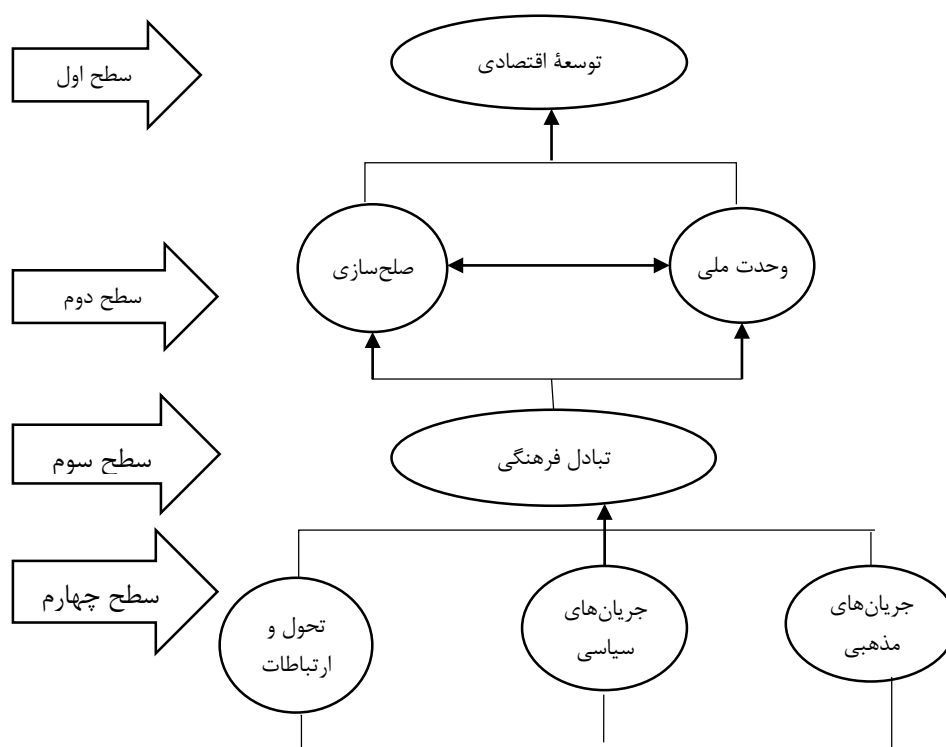 توسعهٔ اقتصادی
سطح اول
وحدت ملی
صلح‌سازی
سطح دوم
تبادل فرهنگی
سطح سوم
جریان‌های
مذهبی
جریان‌های
سیاسی
تحول و
ارتباطات
سطح چهارم